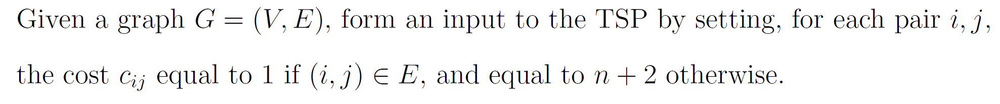 Given a graph G = (V, E), form an input to the TSP by setting, for each pair i, j,
the cost c_{ij} equal to 1 if (i, j) ∈ E, and equal to n + 2 otherwise.